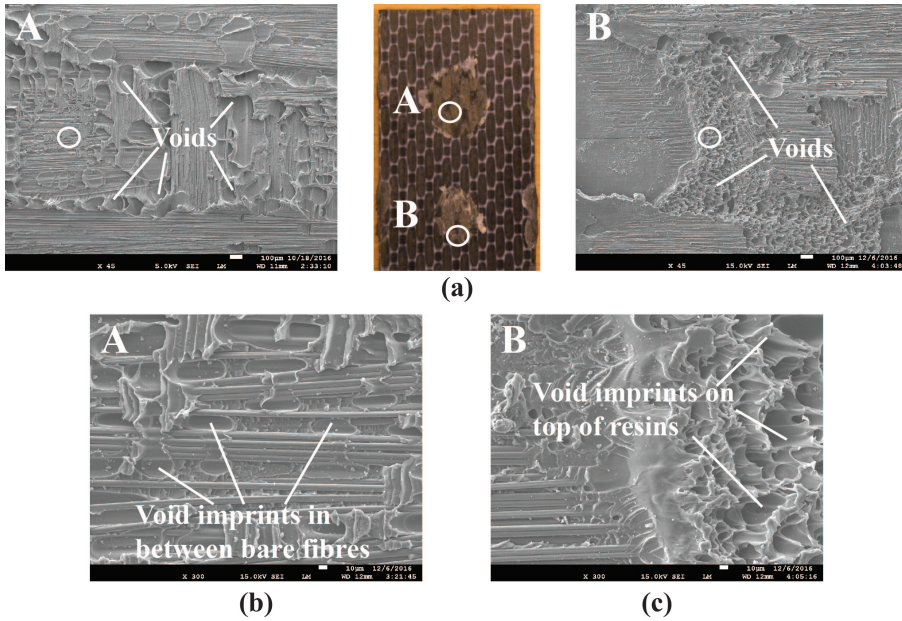 A
Voids
100µm 10/18/2016
X 45 5.0kV SEI LM WD 11mm 2:33:10
A
B
B
Voids
100µm 12/6/2016
X 45 15.0kV SEI LM WD 12mm 4:03:48
(a)
A
Void imprints in
between bare fibres
10µm 12/6/2016
X 300 15.0kV SEI LM WD 12mm 3:21:45
(b)
B
Void imprints on
top of resins
10µm 12/6/2016
X 300 15.0kV SEI LM WD 12mm 4:05:16
(c)